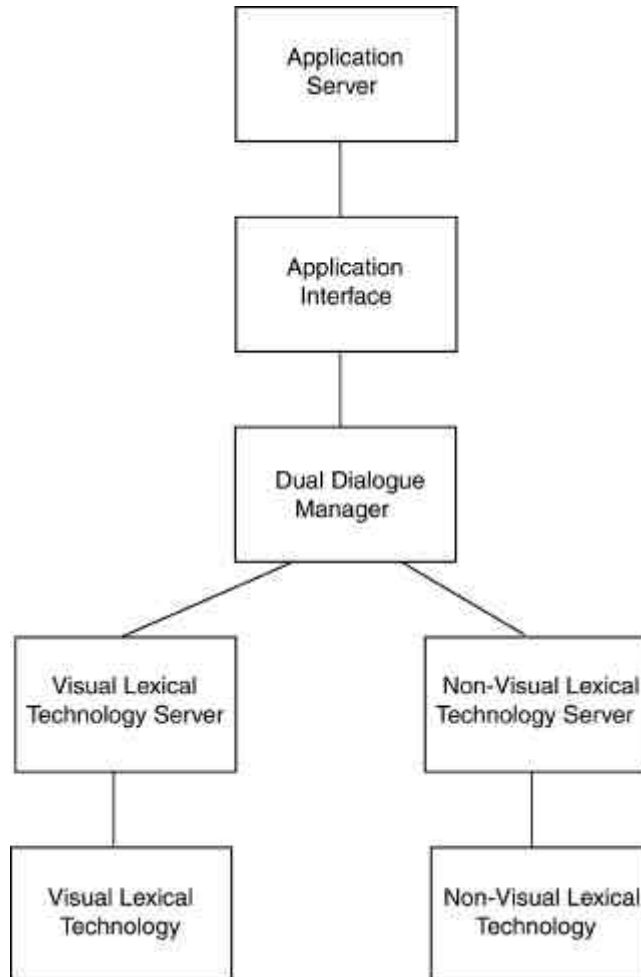 Application
Server
Application
Interface
Dual Dialogue
Manager
Visual Lexical
Technology Server
Non-Visual Lexical
Technology Server
Visual Lexical
Technology
Non-Visual Lexical
Technology